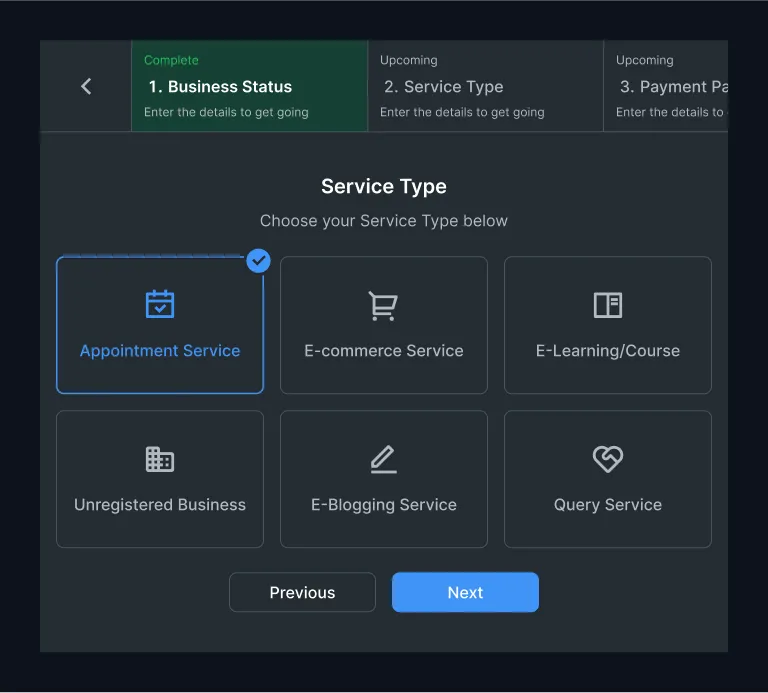 Complete
1. Business Status
Enter the details to get going
Upcoming
2. Service Type
Enter the details to get going
Upcoming
3. Payment Pa
Enter the details to
Service Type
Choose your Service Type below
Appointment Service
E-commerce Service
E-Learning/Course
Unregistered Business
E-Blogging Service
Query Service
Previous
Next